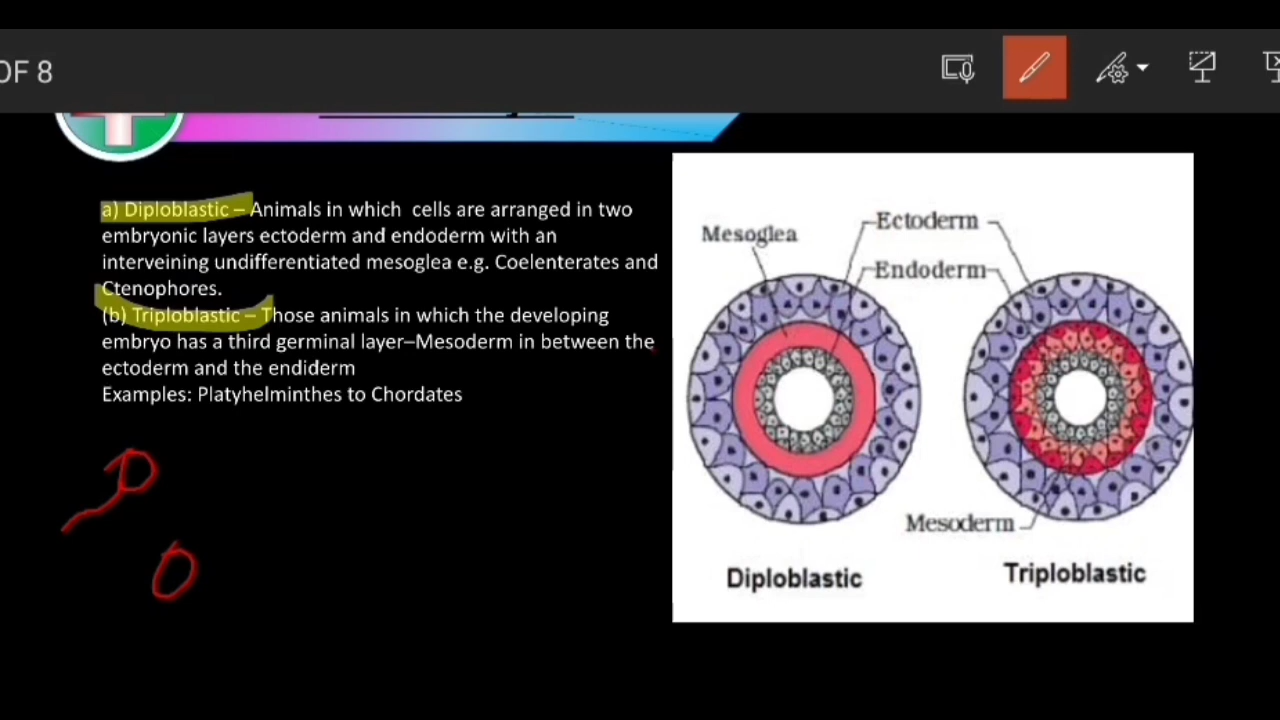 OF 8
a) Diploblastic – Animals in which cells are arranged in two
embryonic layers ectoderm and endoderm with an
interveining undifferentiated mesoglea e.g. Coelenterates and
Ctenophores.
(b) Triploblastic – Those animals in which the developing
embryo has a third germinal layer–Mesoderm in between the
ectoderm and the endiderm
Examples: Platyhelminthes to Chordates
Mesoglea
Ectoderm
Endoderm
Mesoderm
Diploblastic
Triploblastic